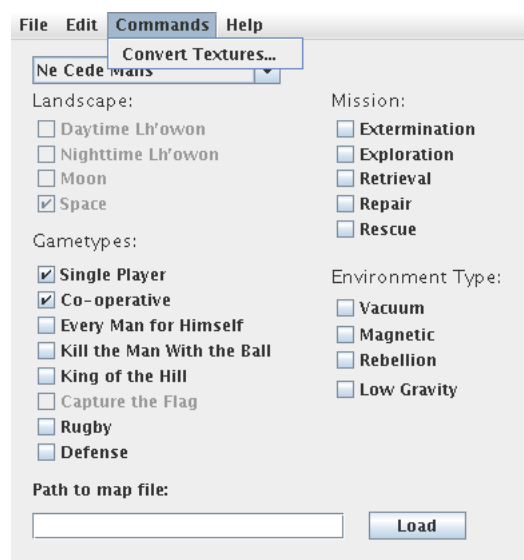 File Edit Commands Help
Convert Textures...
Ne Cede Malis
Landscape:
Daytime Lh'owon
Nighttime Lh'owon
Moon
Space
Gametypes:
Single Player
Co-operative
Every Man for Himself
Kill the Man With the Ball
King of the Hill
Capture the Flag
Rugby
Defense
Mission:
Extermination
Exploration
Retrieval
Repair
Rescue
Environment Type:
Vacuum
Magnetic
Rebellion
Low Gravity
Path to map file:
Load